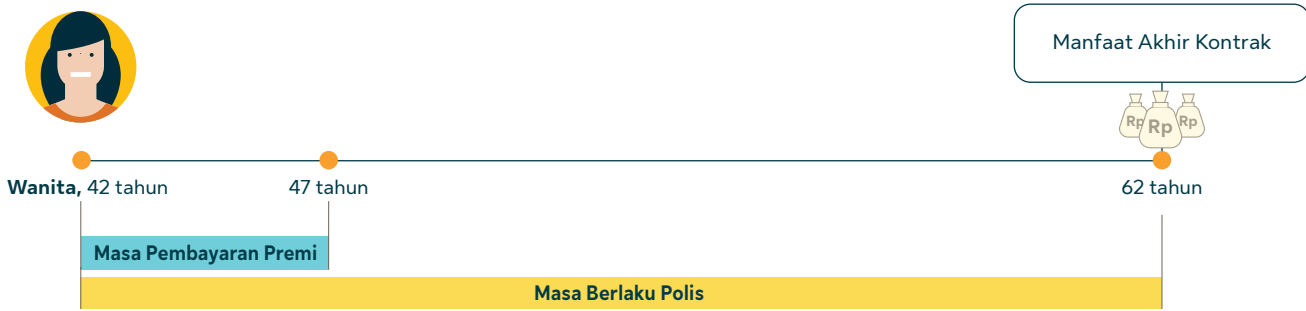 Manfaat Akhir Kontrak
Rp Rp Rp
Wanita, 42 tahun
47 tahun
62 tahun
Masa Pembayaran Premi
Masa Berlaku Polis